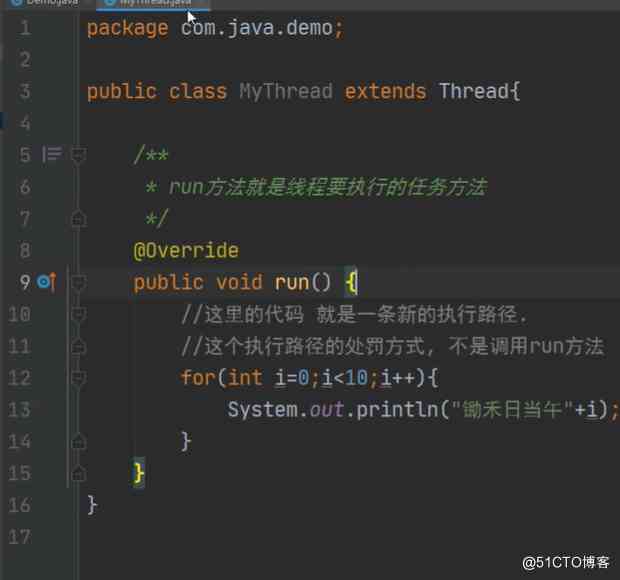 Demo.java MyThread.java
1 package com.java.demo;
2
3 public class MyThread extends Thread{
4
5 /**
6 * run方法就是线程要执行的任务方法
7 */
8 @Override
9 public void run() {
10 //这里的代码 就是一条新的执行路径.
11 //这个执行路径的处罚方式, 不是调用run方法
12 for(int i=0;i<10;i++){
13 System.out.println("锄禾日当午"+i);
14 }
15 }
16 }
17
@51CTO博客